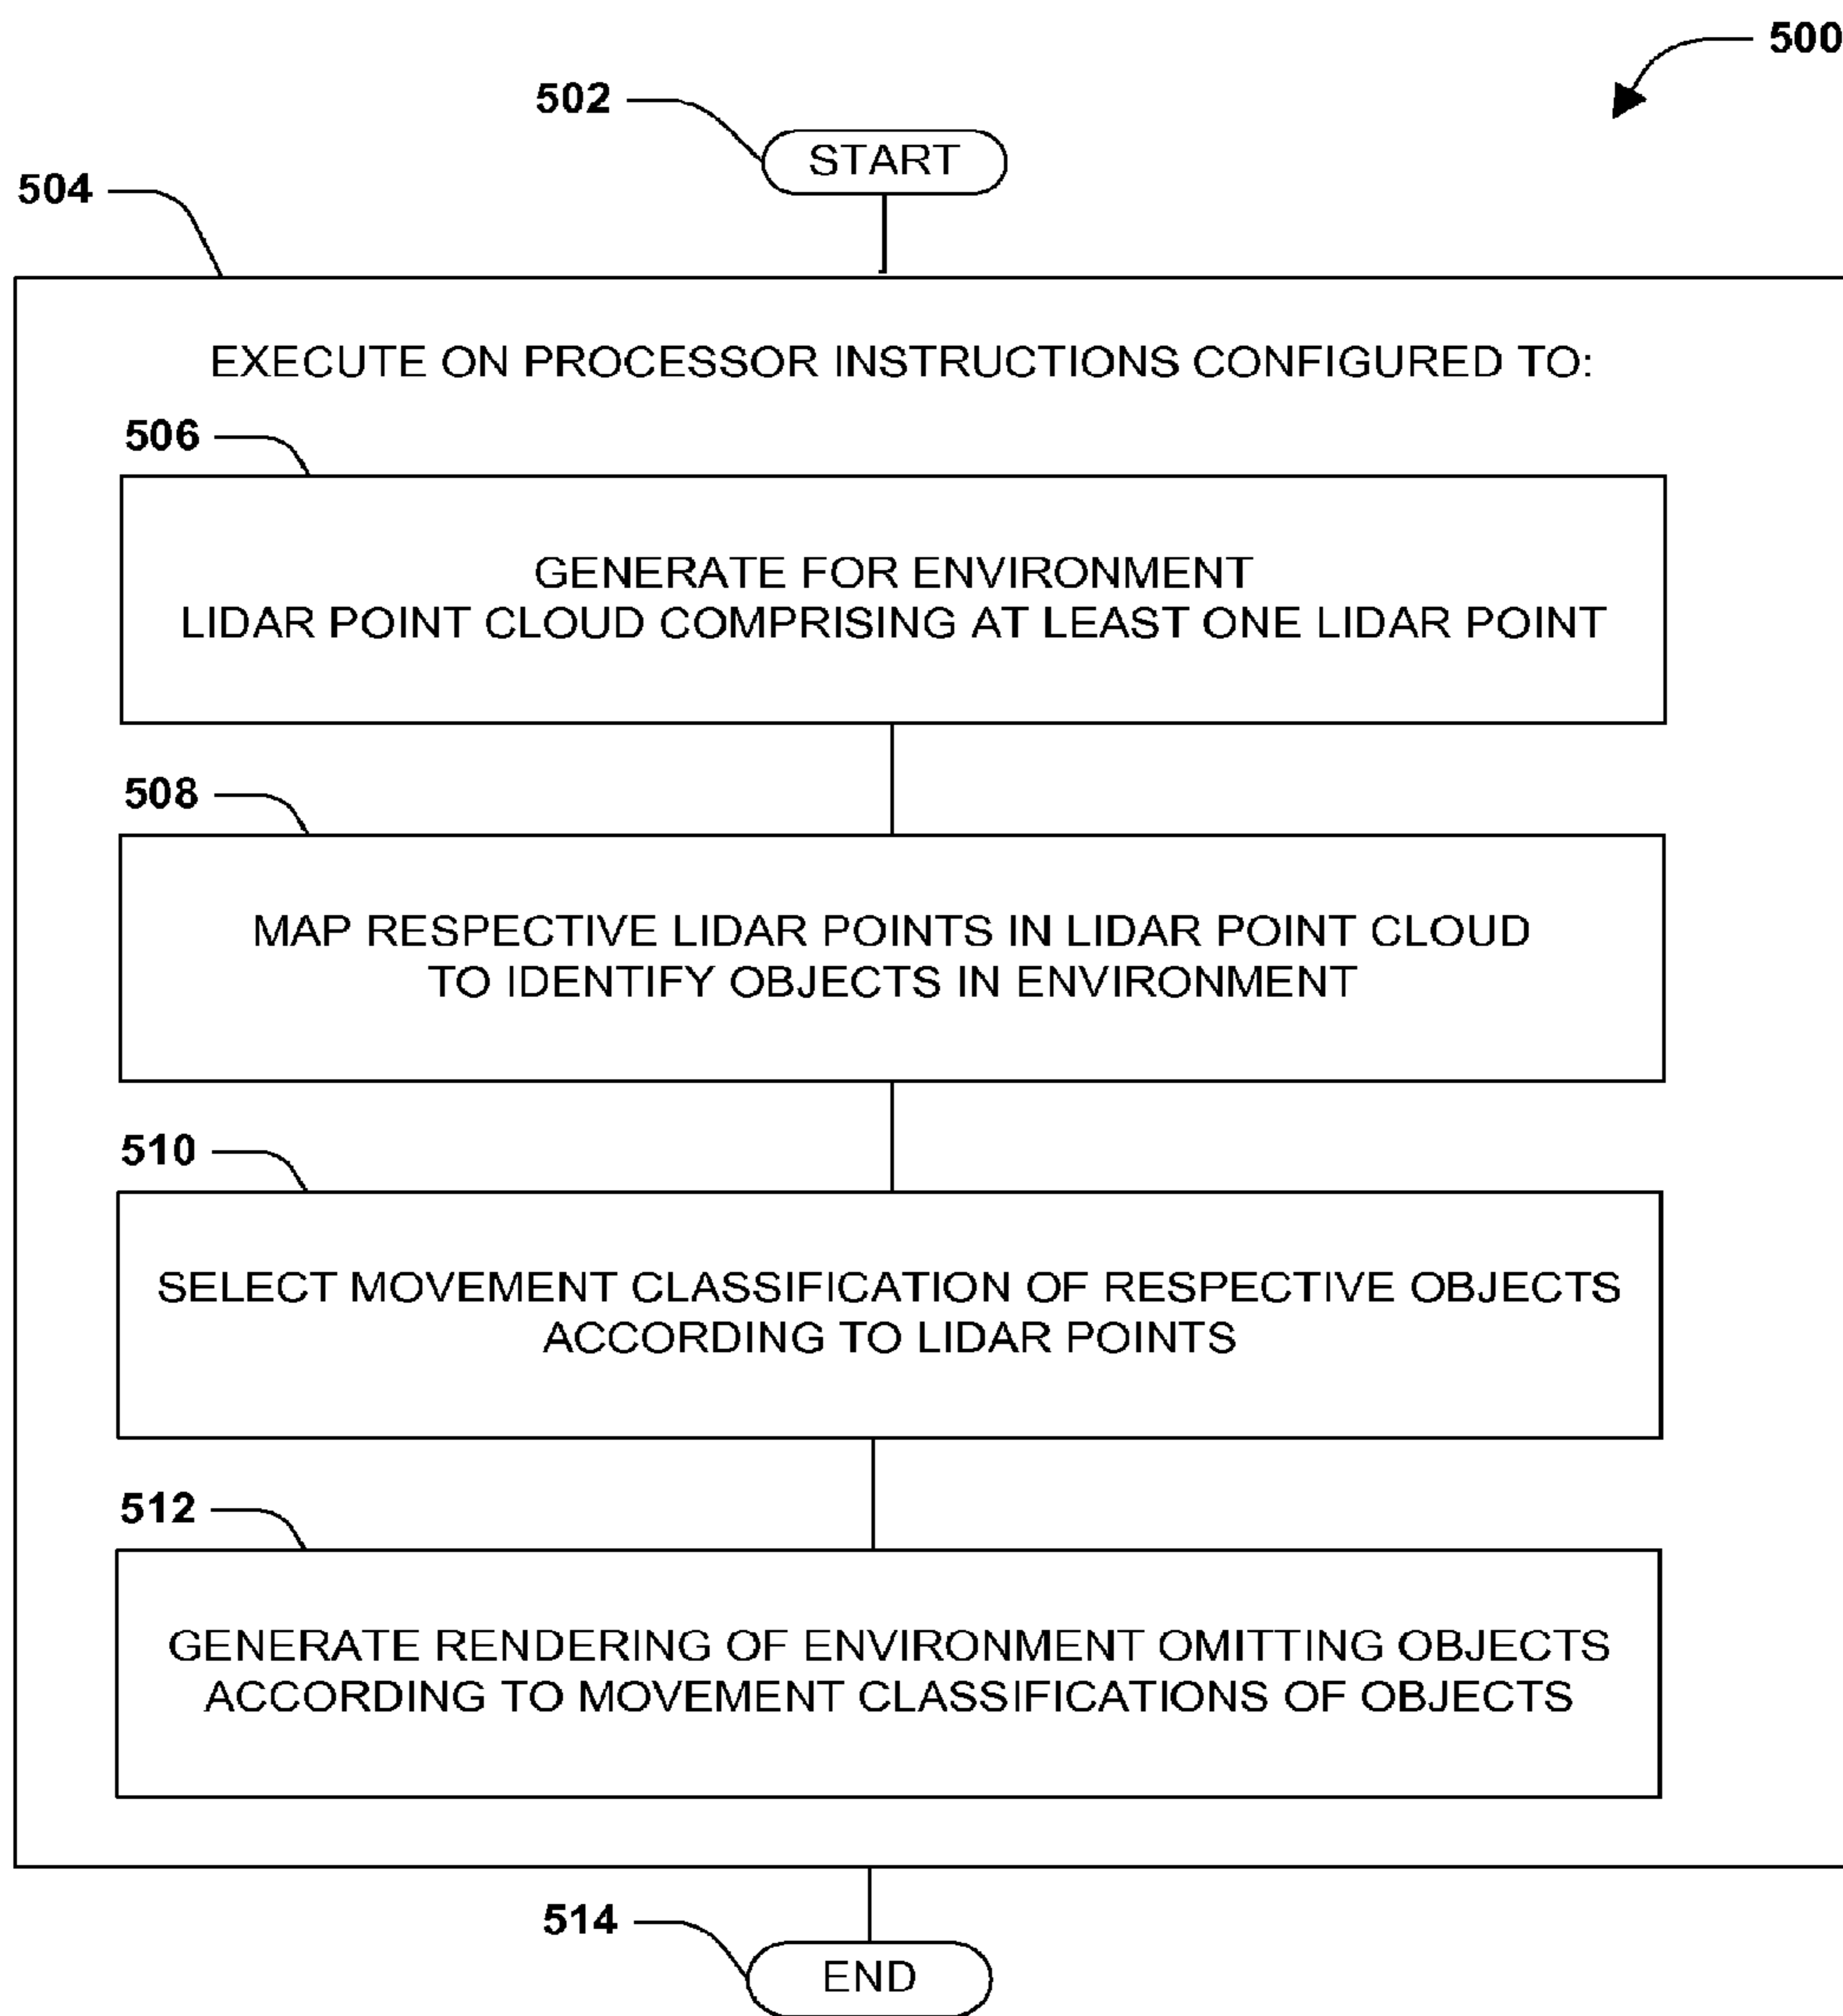 500
502
START
504
EXECUTE ON PROCESSOR INSTRUCTIONS CONFIGURED TO:
506
GENERATE FOR ENVIRONMENT
LIDAR POINT CLOUD COMPRISING AT LEAST ONE LIDAR POINT
508
MAP RESPECTIVE LIDAR POINTS IN LIDAR POINT CLOUD
TO IDENTIFY OBJECTS IN ENVIRONMENT
510
SELECT MOVEMENT CLASSIFICATION OF RESPECTIVE OBJECTS
ACCORDING TO LIDAR POINTS
512
GENERATE RENDERING OF ENVIRONMENT OMITTING OBJECTS
ACCORDING TO MOVEMENT CLASSIFICATIONS OF OBJECTS
514
END